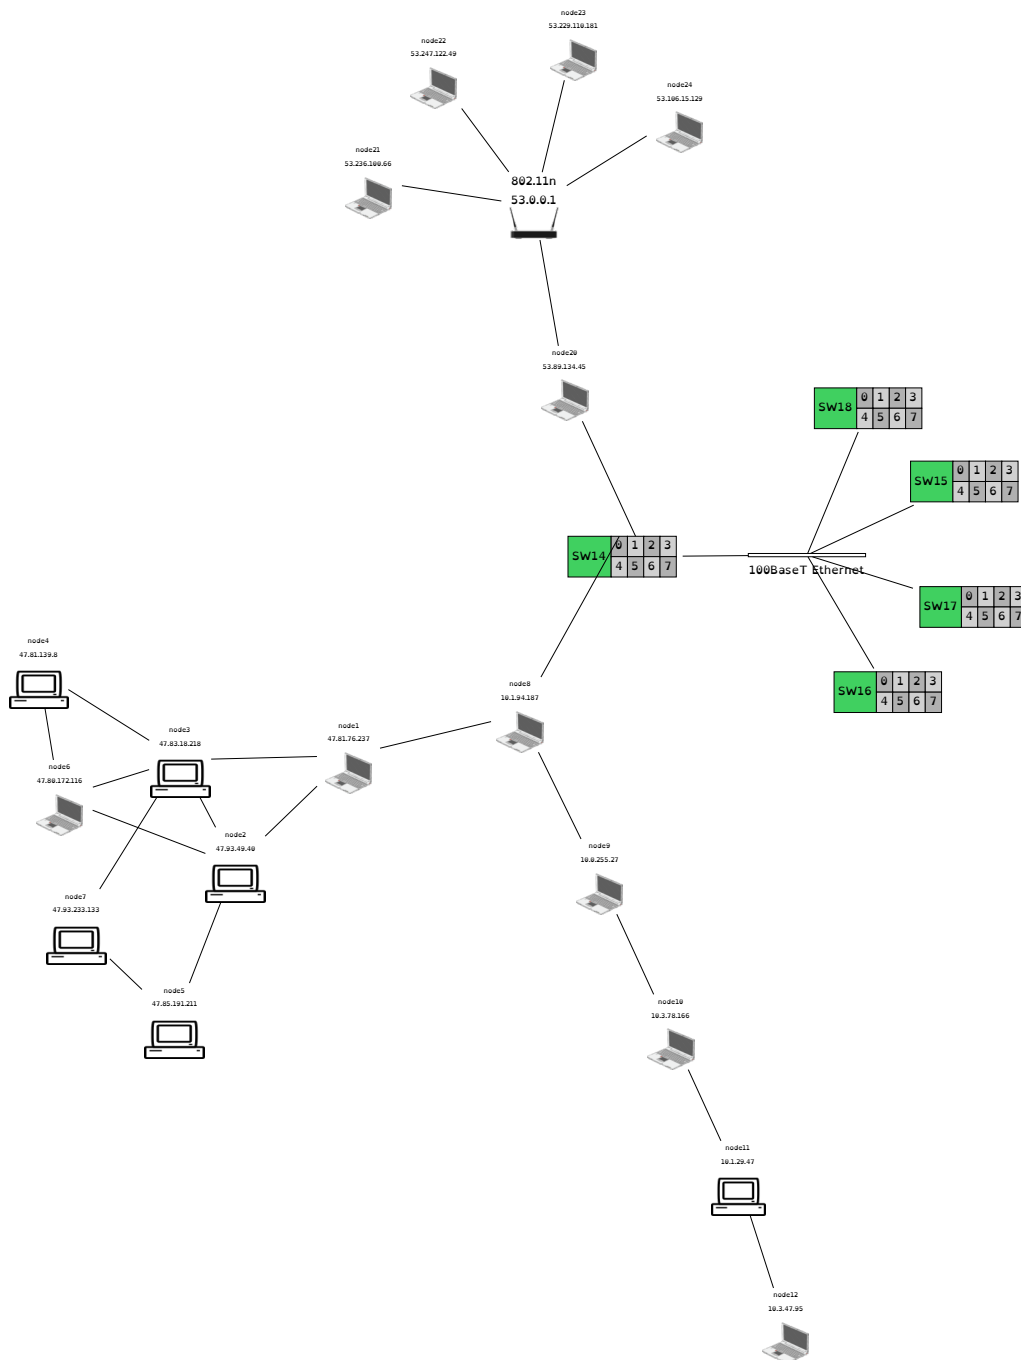 node23
53.229.110.181
node22
53.247.122.49
node24
53.106.15.129
node21
53.236.100.66
802.11n
53.0.0.1
node20
53.89.134.45
SW18 0 1 2 3
4 5 6 7
SW15 0 1 2 3
4 5 6 7
SW14 0 1 2 3
4 5 6 7
100BaseT Ethernet
SW17 0 1 2 3
4 5 6 7
SW16 0 1 2 3
4 5 6 7
node4
47.81.139.8
node8
10.1.94.187
node3
47.83.18.218
node1
47.81.76.237
node6
47.80.172.116
node2
47.93.49.40
node9
10.0.255.27
node7
47.93.233.133
node5
47.85.191.211
node10
10.3.78.166
node11
10.1.29.47
node12
10.3.47.95